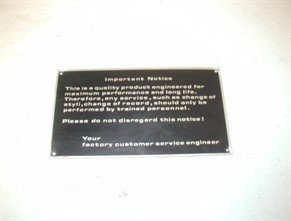 Important Notice
This is a quality product engineered for
maximum performance and long life.
Therefore, any service, such as change of
styli, change of record, should only be
performed by trained personnel.
Please do not disregard this notice!
Your
factory customer service engineer